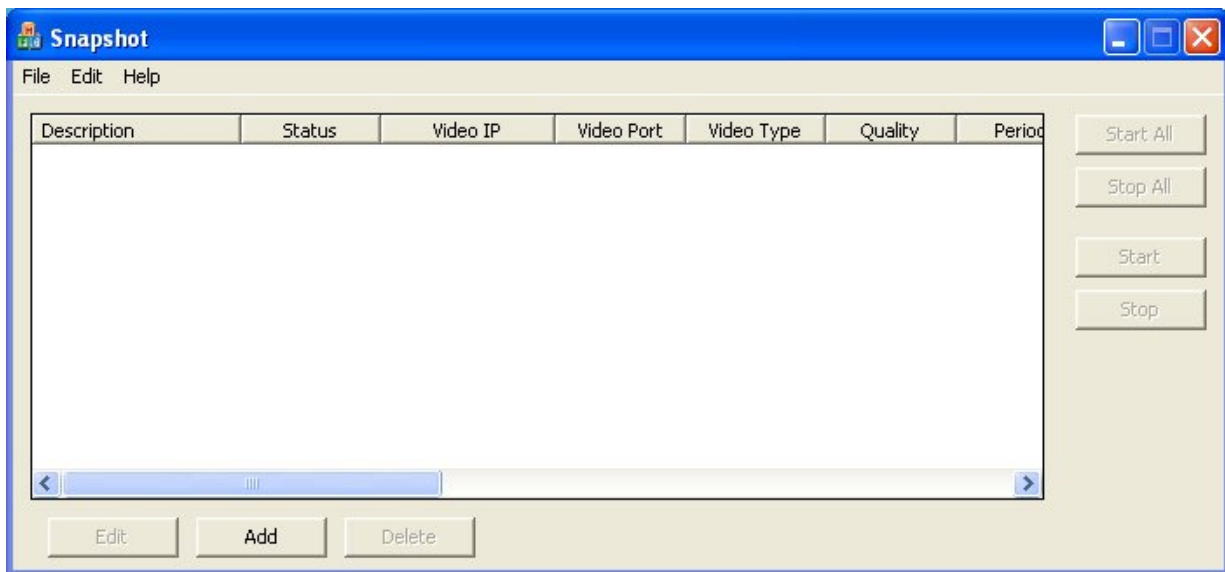 Snapshot
File Edit Help
Description Status Video IP Video Port Video Type Quality Period
Start All
Stop All
Start
Stop
Edit Add Delete